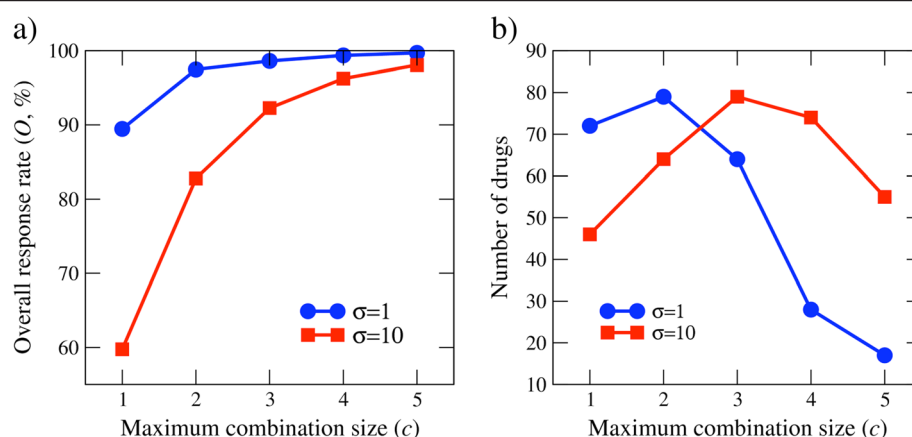 a)
Overall response rate (O, %)
100
90
80
70
60
1 2 3 4 5
Maximum combination size (c)
σ=1
σ=10
b)
Number of drugs
90
80
70
60
50
40
30
20
10
1 2 3 4 5
Maximum combination size (c)
σ=1
σ=10